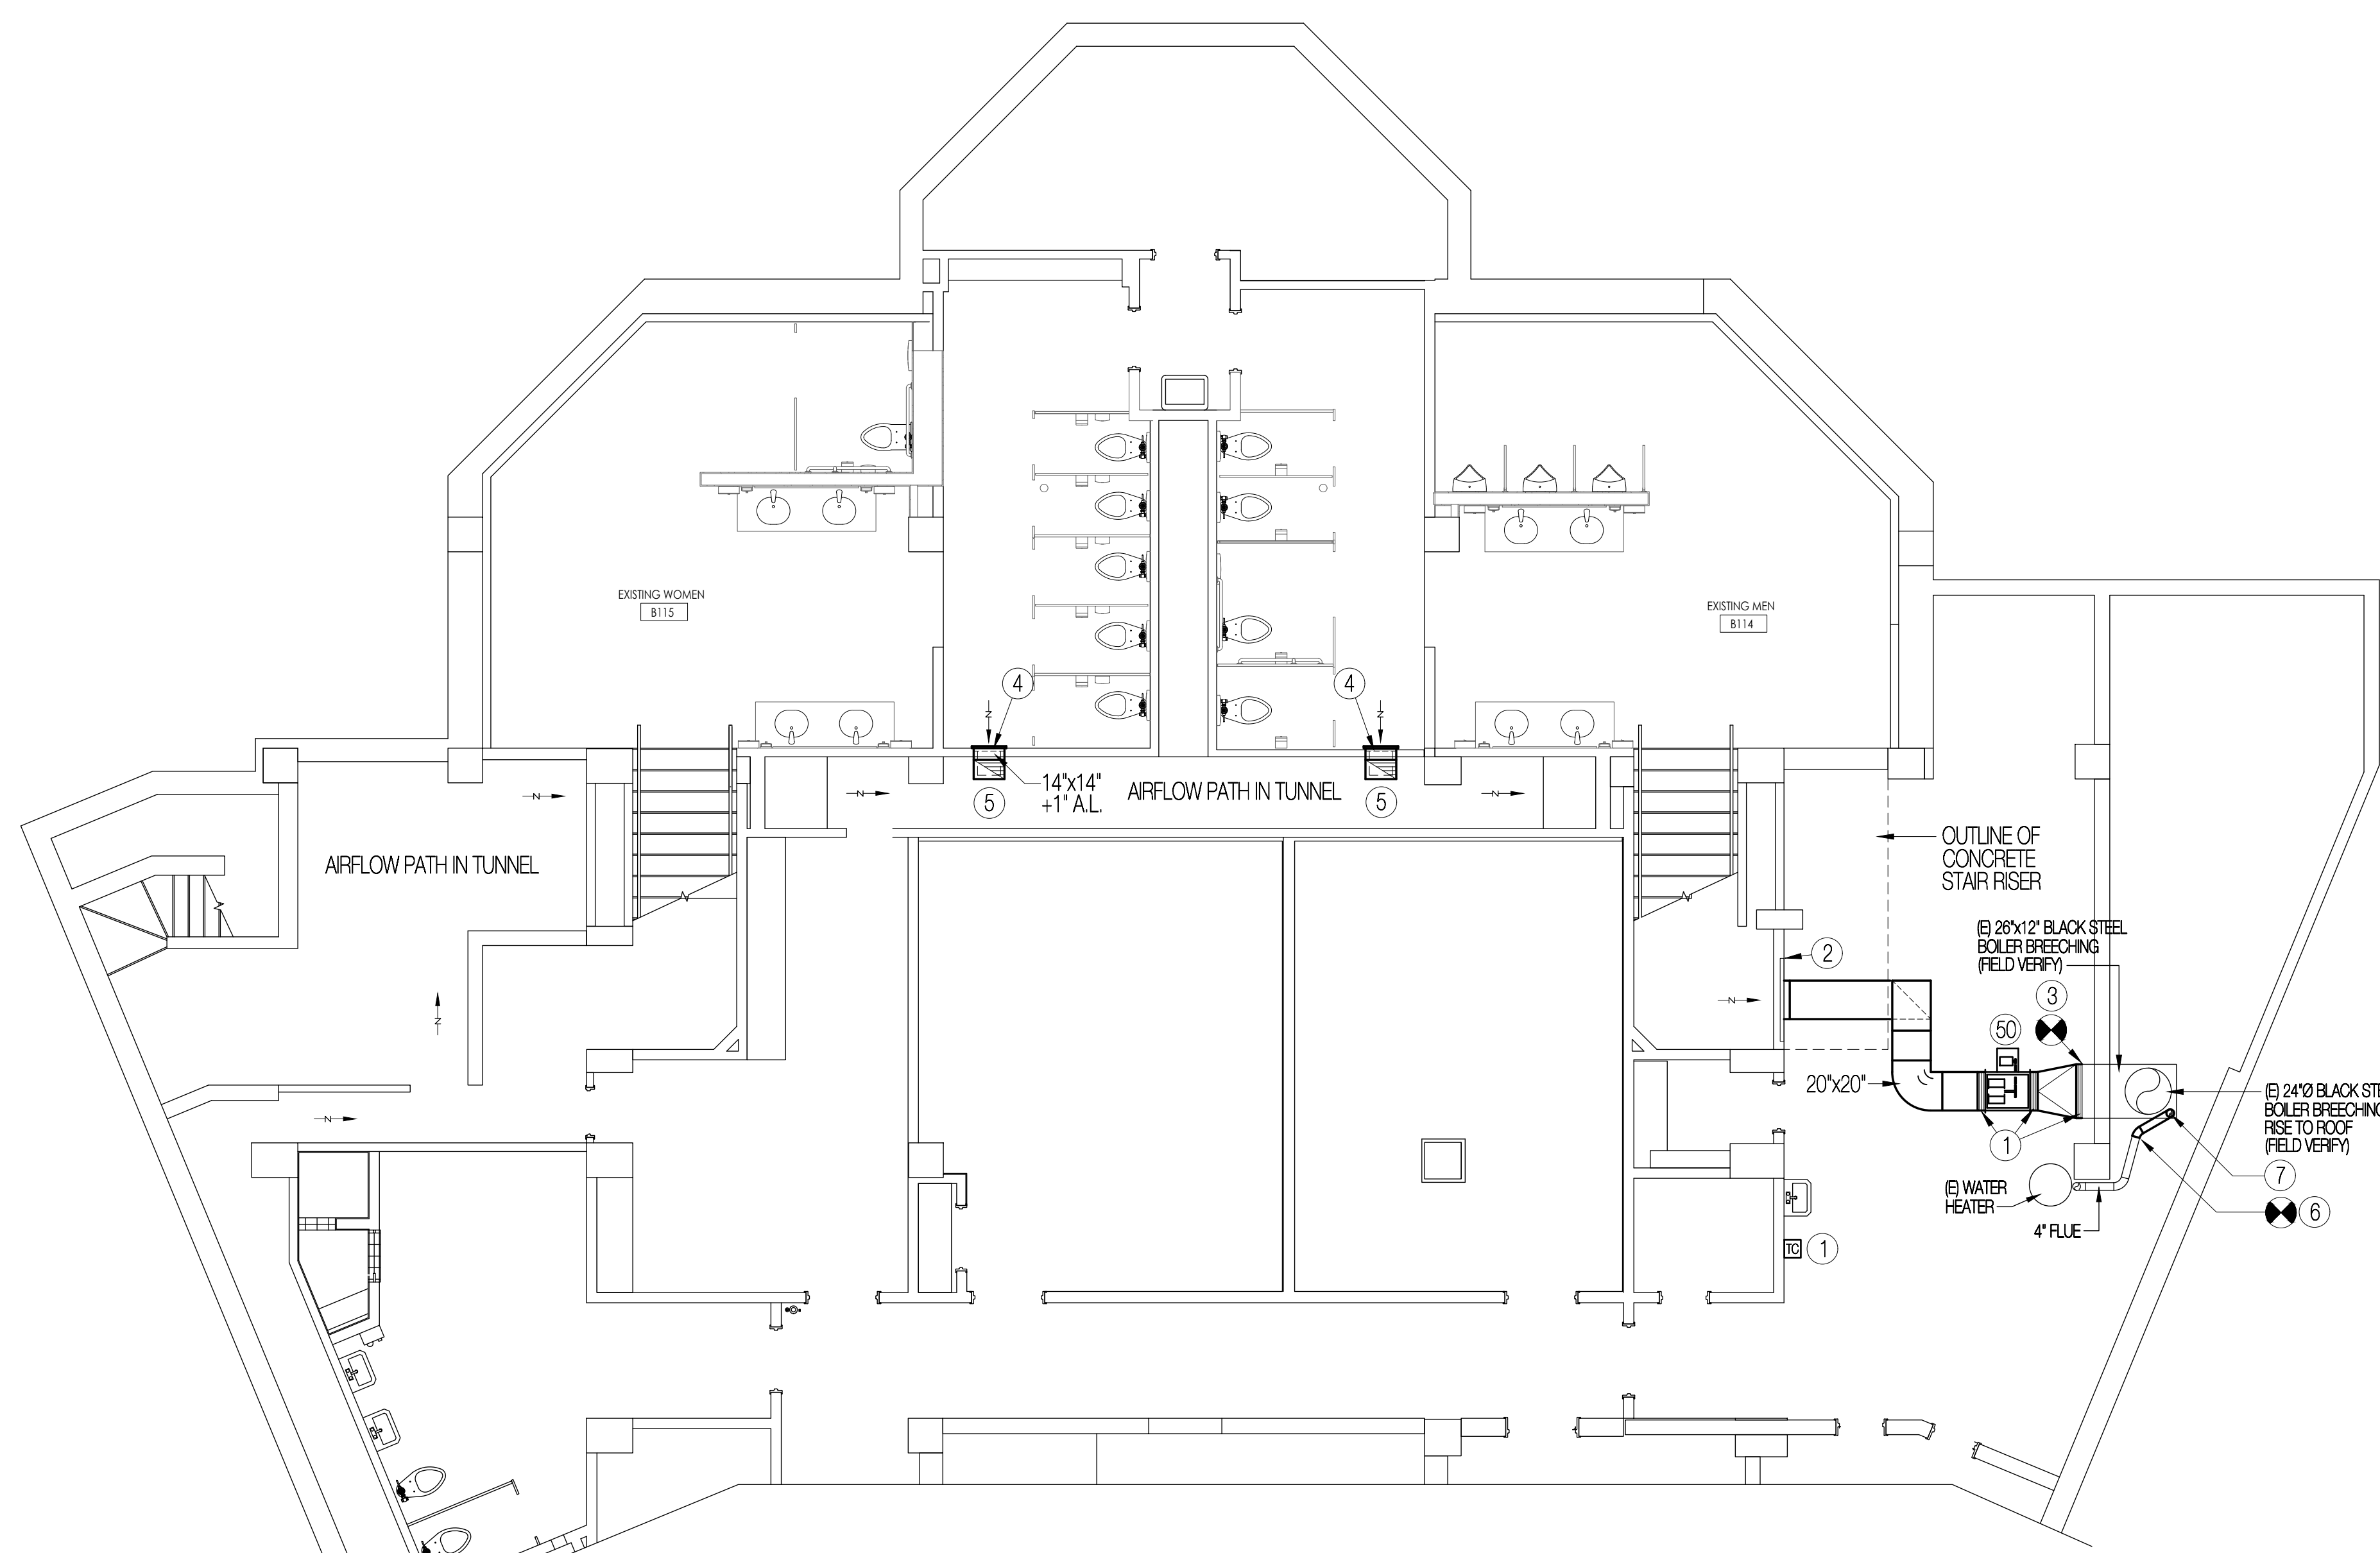 EXISTING WOMEN
B115
EXISTING MEN
B114
4
4
14"x14"
+1" A.L.
5
AIRFLOW PATH IN TUNNEL
5
AIRFLOW PATH IN TUNNEL
OUTLINE OF
CONCRETE
STAIR RISER
(E) 26"x12" BLACK STEEL
BOILER BREECHING
(FIELD VERIFY)
2
3
50
20"x20"
1
(E) 24"Ø BLACK STE
BOILER BREECHING
RISE TO ROOF
(FIELD VERIFY)
7
(E) WATER
HEATER
6
4" FLUE
TC
1